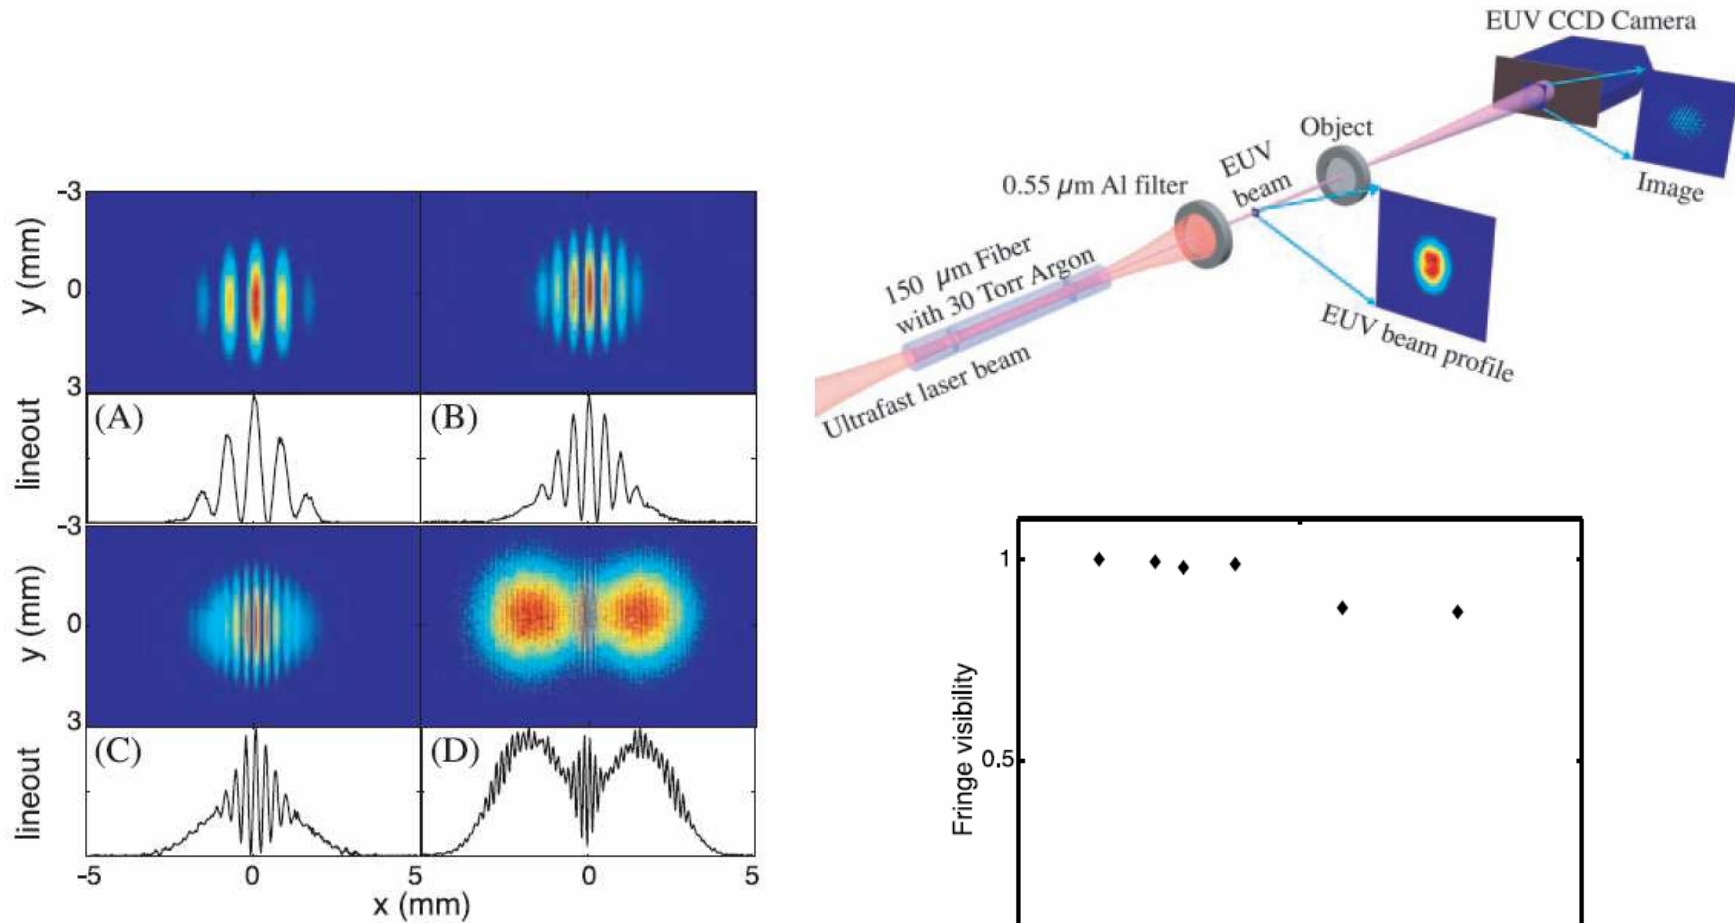 -3
y (mm)
0
3
(A)
(B)
lineout
-3
y (mm)
0
3
(C)
(D)
lineout
-5
0
0
5
x (mm)
EUV CCD Camera
Object
EUV
beam
0.55 µm Al filter
Image
150 µm Fiber
with 30 Torr Argon
EUV beam profile
Ultrafast laser beam
1
0.5
Fringe visibility